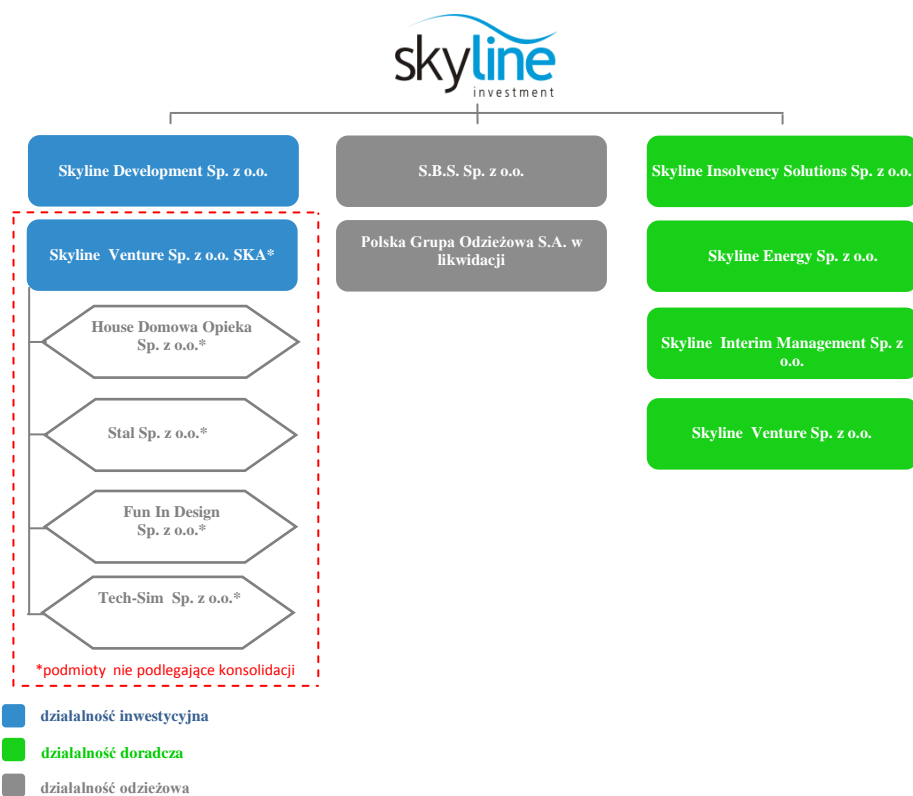 skyline
investment
Skyline Development Sp. z o.o.
S.B.S. Sp. z o.o.
Skyline Insolvency Solutions Sp. z o.o.
Skyline Venture Sp. z o.o. SKA*
Polska Grupa Odzieżowa S.A. w
likwidacji
Skyline Energy Sp. z o.o.
House Domowa Opieka
Sp. z o.o.*
Skyline Interim Management Sp. z
o.o.
Stal Sp. z o.o.*
Skyline Venture Sp. z o.o.
Fun In Design
Sp. z o.o.*
Tech-Sim Sp. z o.o.*
*podmioty nie podlegające konsolidacji
działalność inwestycyjna
działalność doradcza
działalność odzieżowa